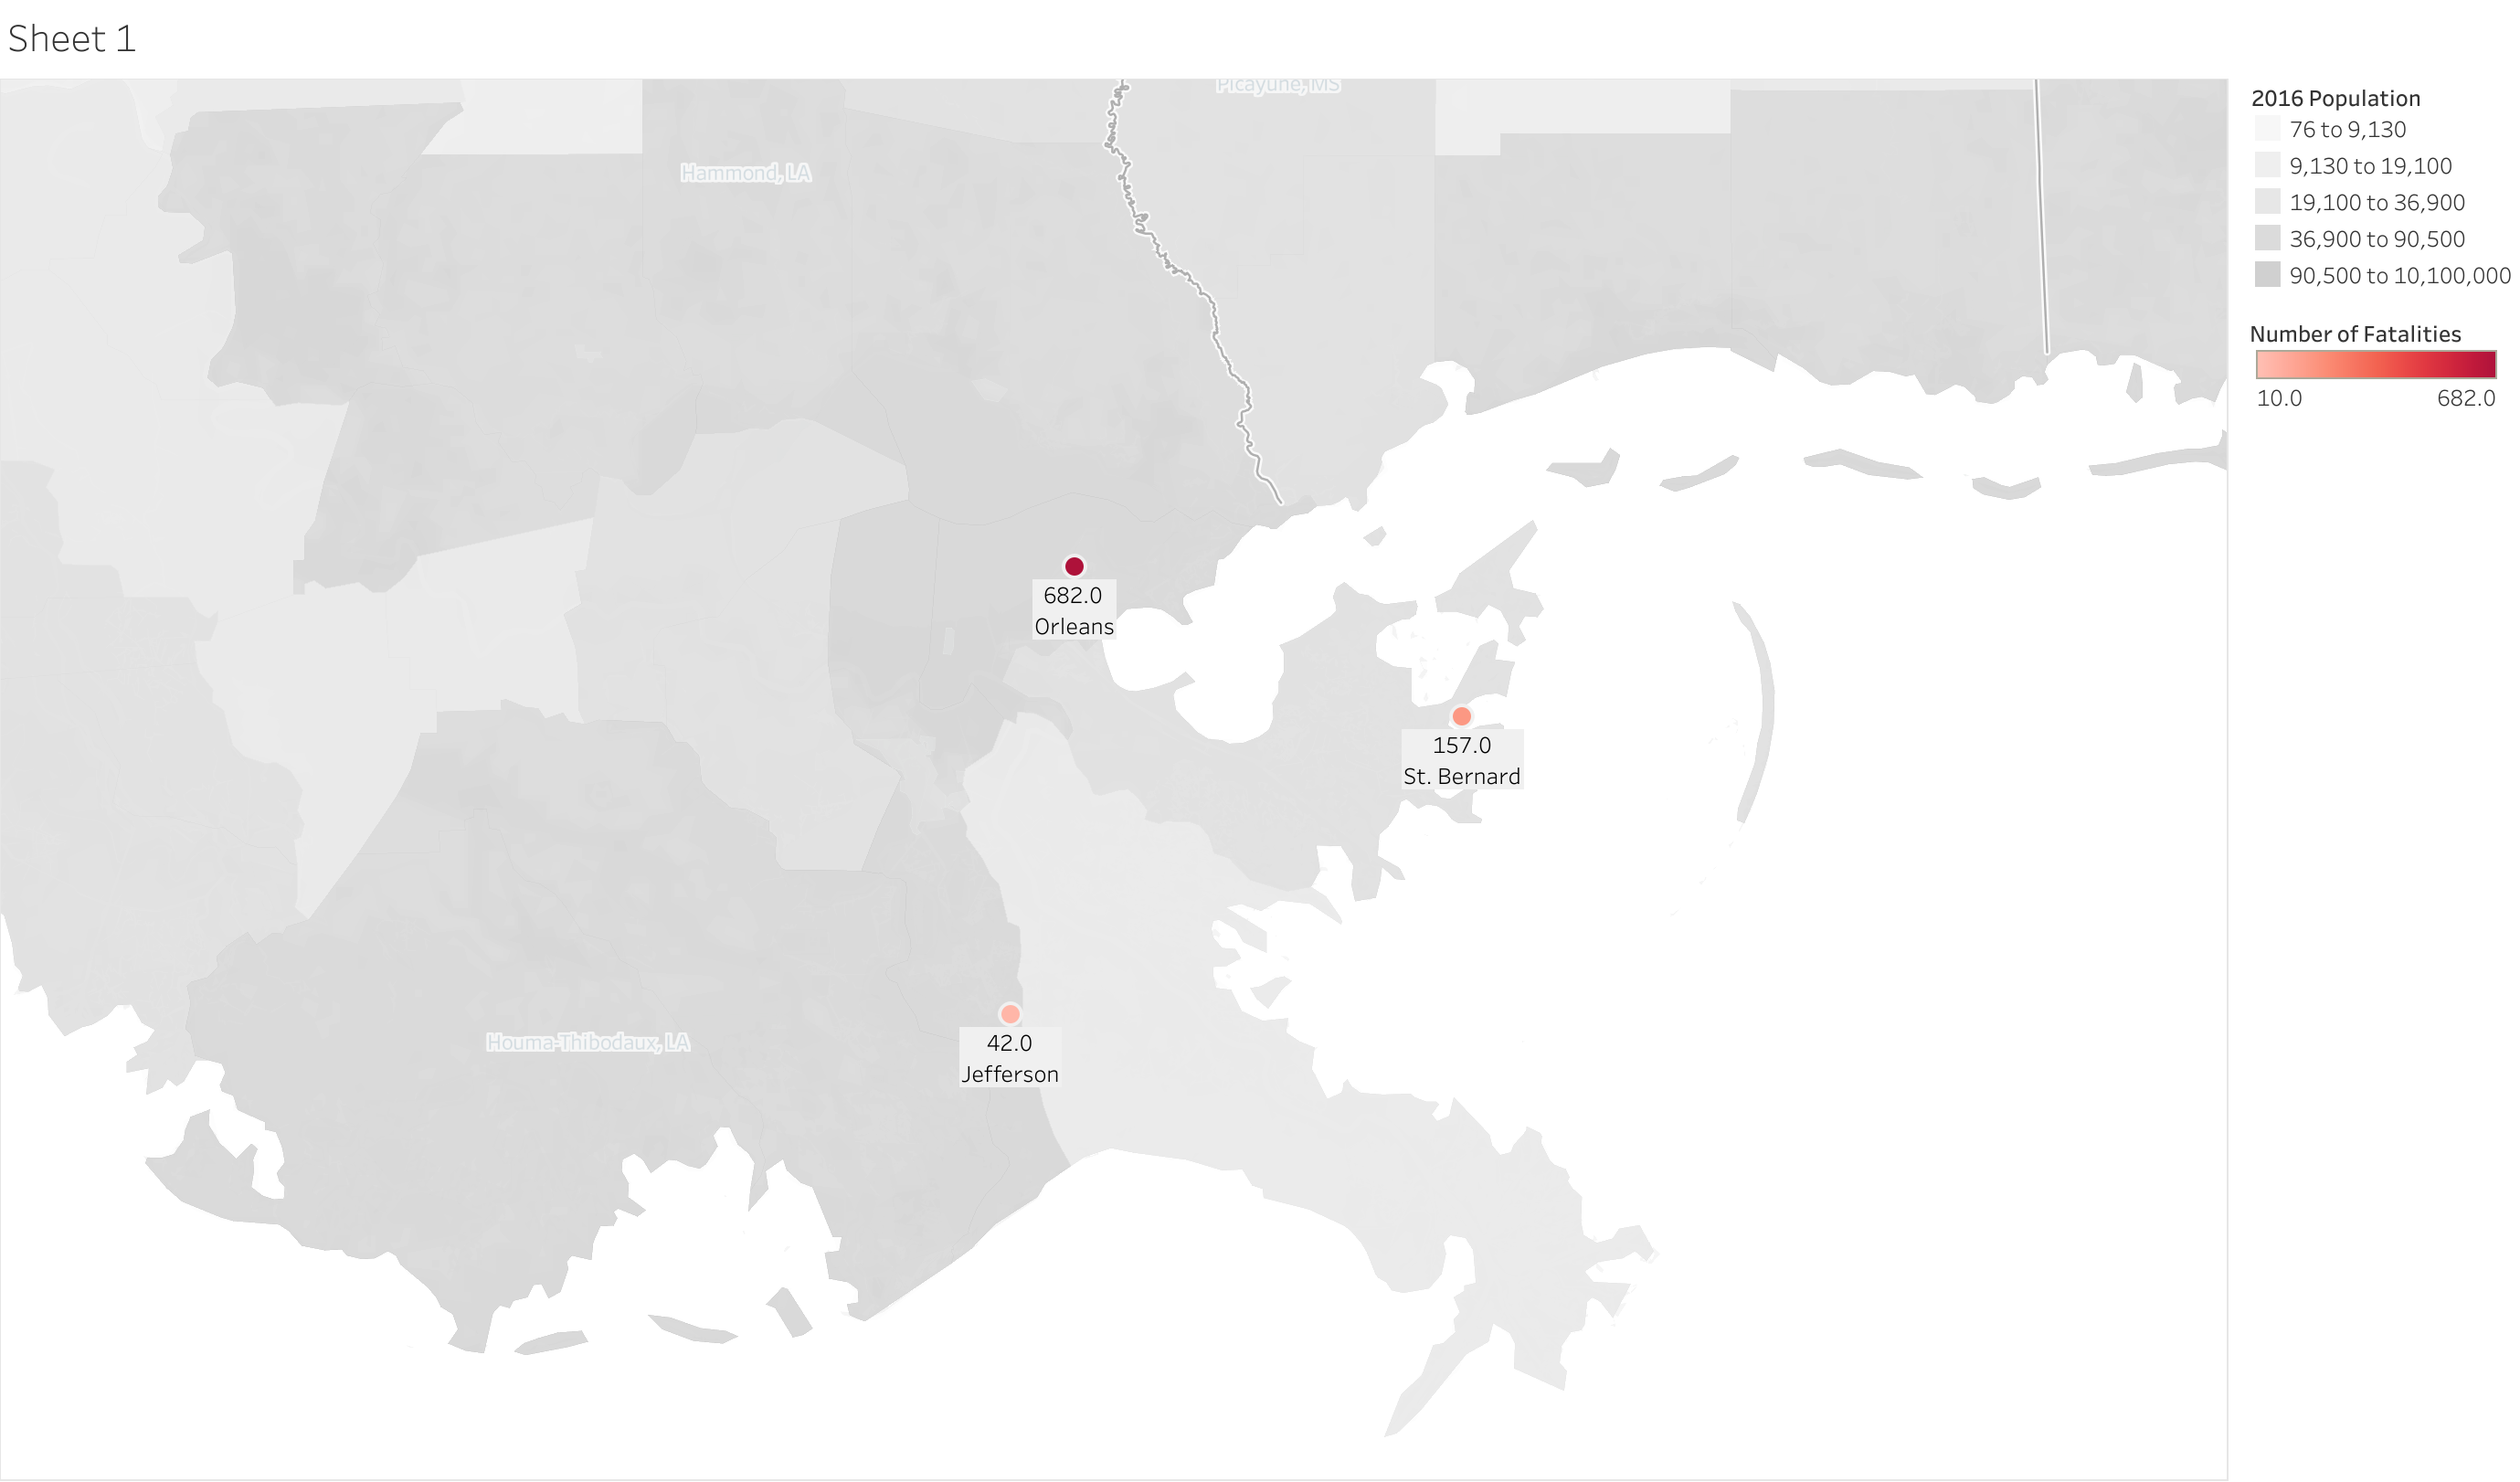 Sheet 1
Picayune, MS
Hammond, LA
682.0
Orleans
157.0
St. Bernard
42.0
Jefferson
Houma-Thibodaux, LA
2016 Population
76 to 9,130
9,130 to 19,100
19,100 to 36,900
36,900 to 90,500
90,500 to 10,100,000
Number of Fatalities
10.0 682.0